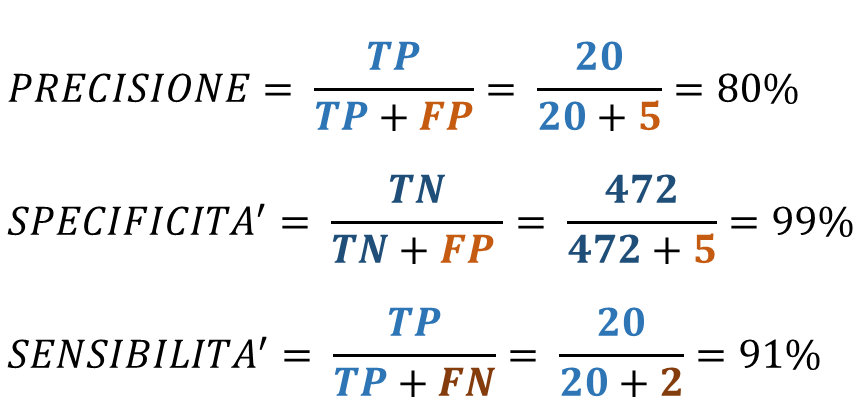 PRECISIONE = TP / (TP + FP) = 20 / (20 + 5) = 80%
SPECIFICITA' = TN / (TN + FP) = 472 / (472 + 5) = 99%
SENSIBILITA' = TP / (TP + FN) = 20 / (20 + 2) = 91%